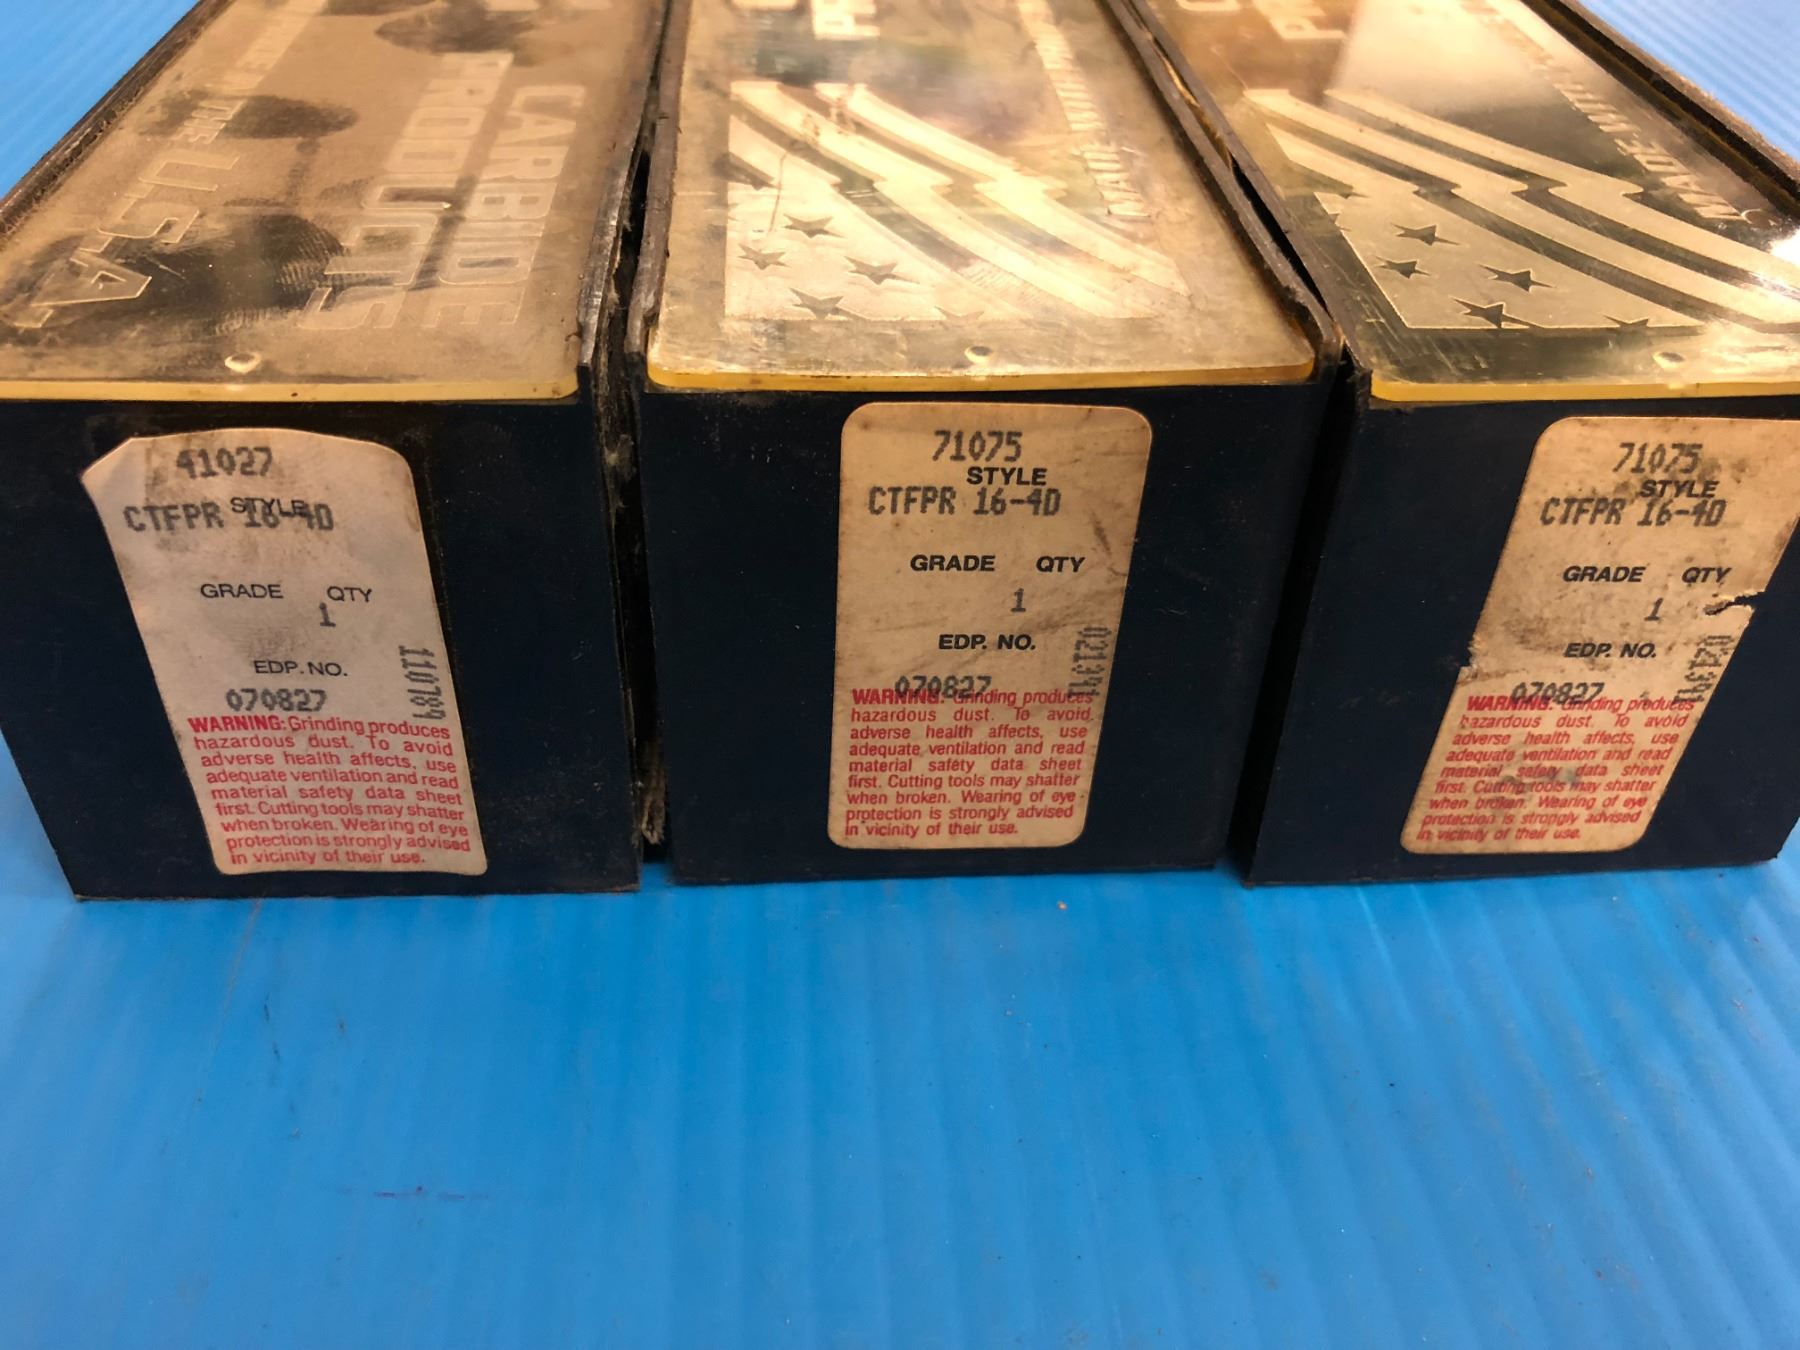 CARBIDE
PRODUCTS
IN THE U.S.A.
MADE WITH
MADE WITH
41027
STYLE
CTFPR 16-4D
GRADE QTY
1
EDP. NO.
070827
110789
WARNING: Grinding produces
hazardous dust. To avoid
adverse health affects, use
adequate ventilation and read
material safety data sheet
first. Cutting tools may shatter
when broken. Wearing of eye
protection is strongly advised
in vicinity of their use.
71075
STYLE
CTFPR 16-4D
GRADE QTY
1
EDP. NO.
070827
021391
WARNING: Grinding produces
hazardous dust. To avoid
adverse health affects, use
adequate ventilation and read
material safety data sheet
first. Cutting tools may shatter
when broken. Wearing of eye
protection is strongly advised
in vicinity of their use.
71075
STYLE
CTFPR 16-4D
GRADE QTY
1
EDP. NO.
070827
021391
WARNING: Grinding produces
hazardous dust. To avoid
adverse health affects, use
adequate ventilation and read
material safety data sheet
first. Cutting tools may shatter
when broken. Wearing of eye
protection is strongly advised
in vicinity of their use.